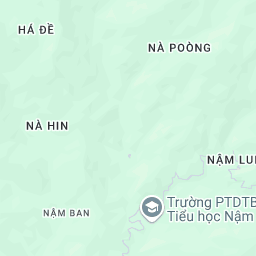 HÁ ĐỀ
NÀ POÒNG
NÀ HIN
NẬM LU
NẬM BAN
Trường PTDTB
Tiểu học Nậm